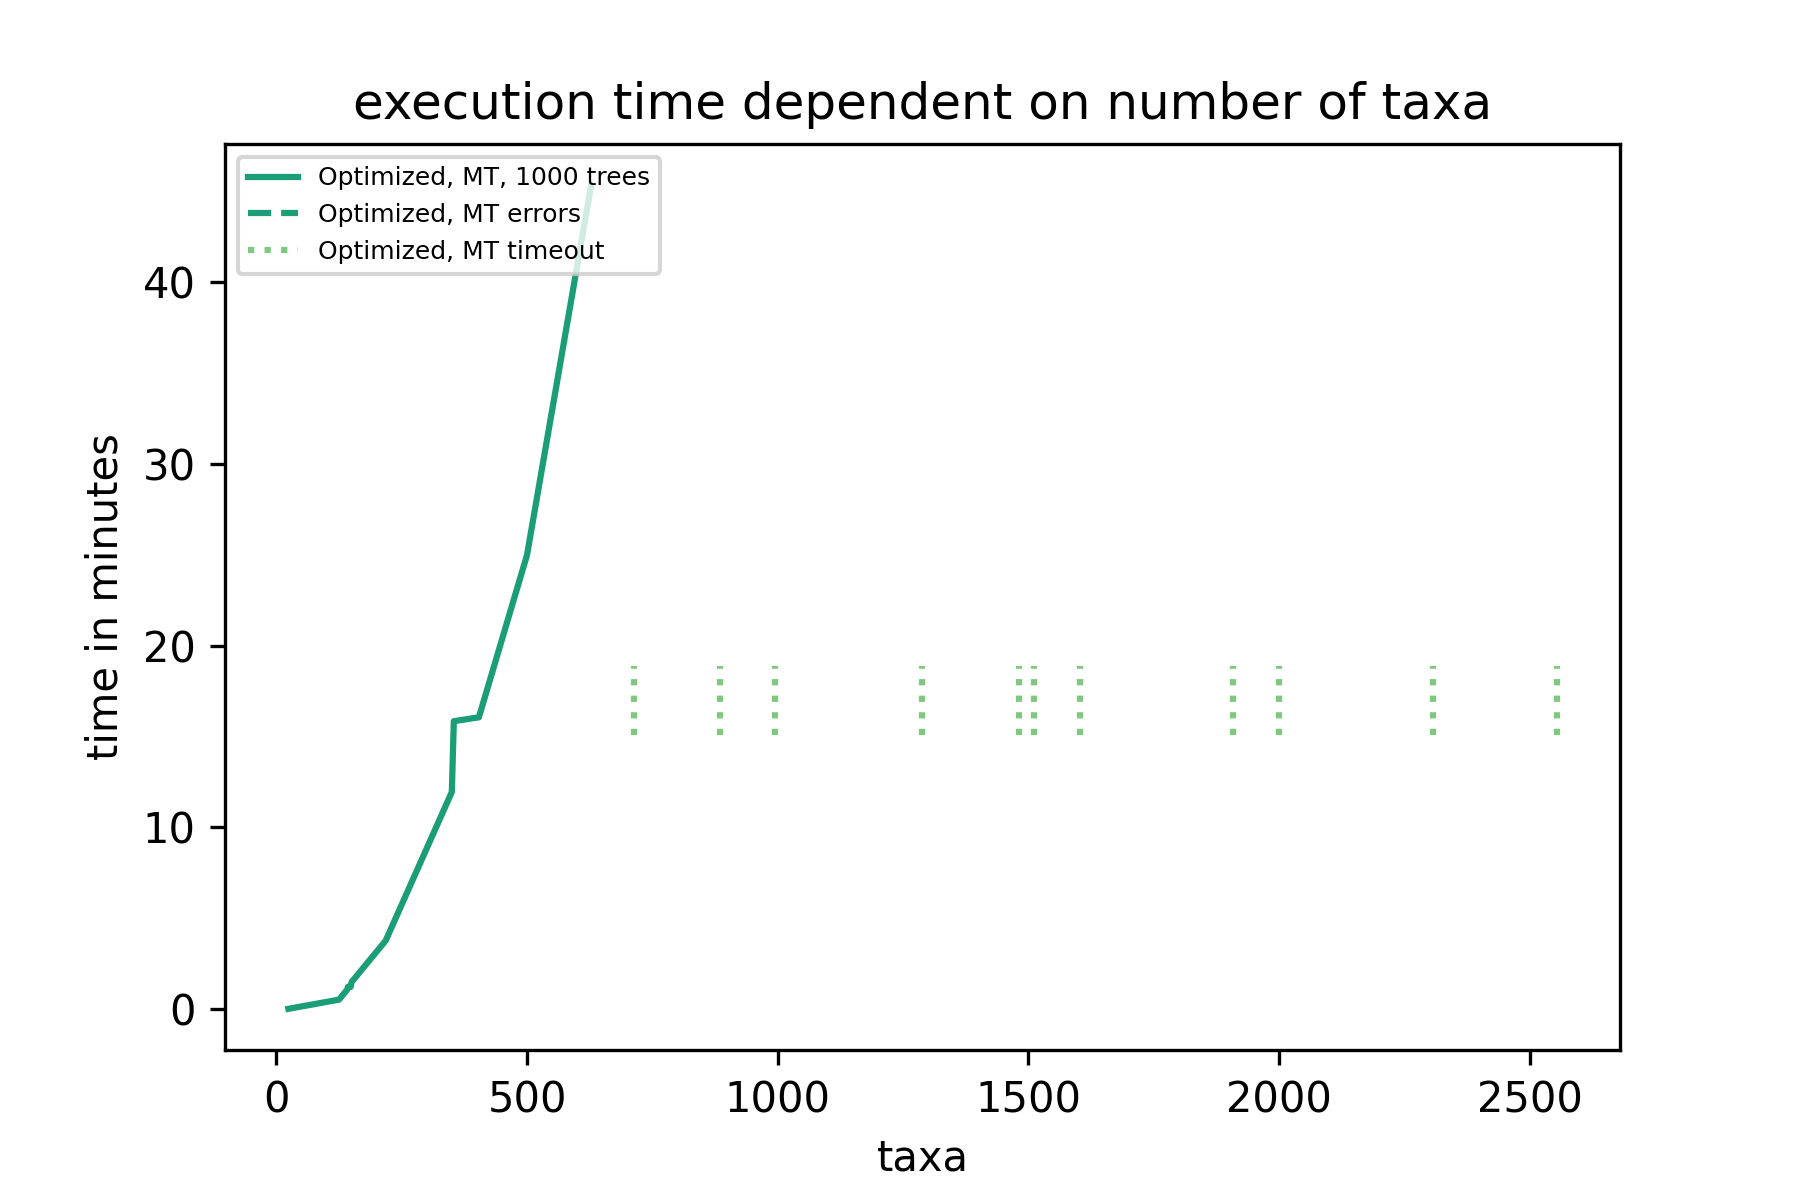 execution time dependent on number of taxa
Optimized, MT, 1000 trees
Optimized, MT errors
Optimized, MT timeout
time in minutes
40
30
20
10
0
0 500 1000 1500 2000 2500
taxa